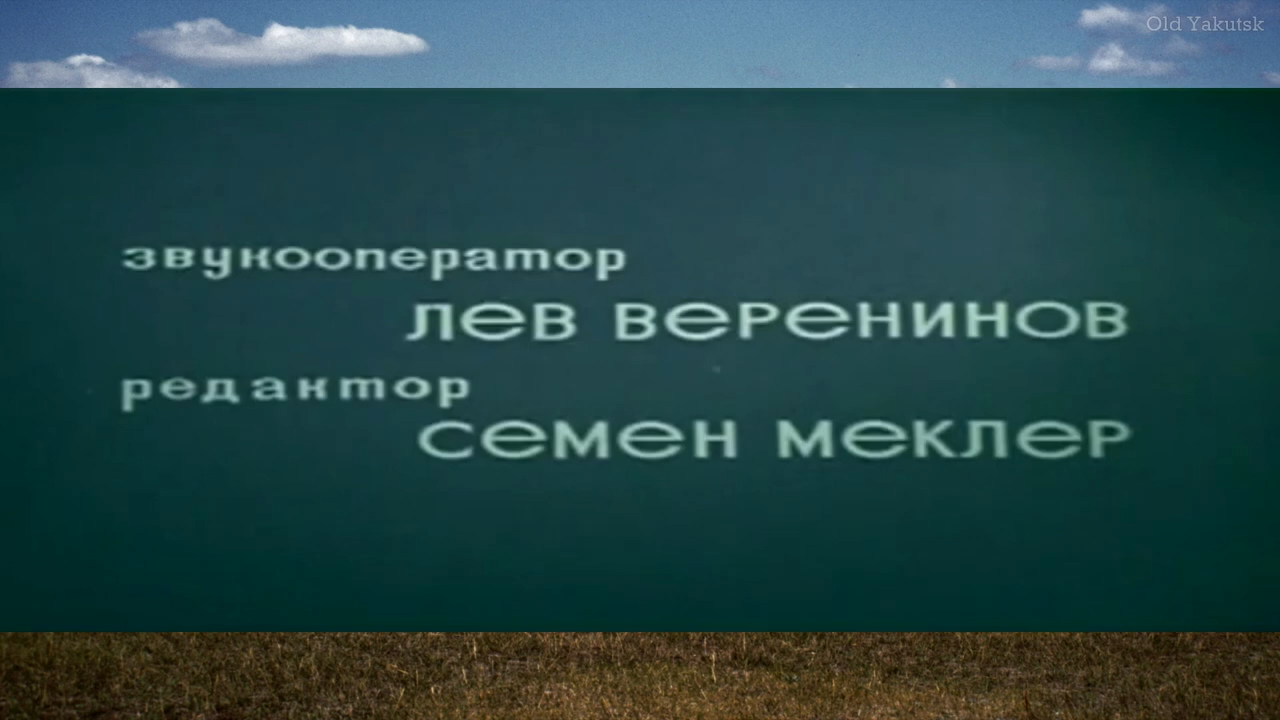 Old Yakutsk
звукооператор
ЛЕВ ВЕРЕНИНОВ
редактор
СЕМЕН МЕКЛЕР